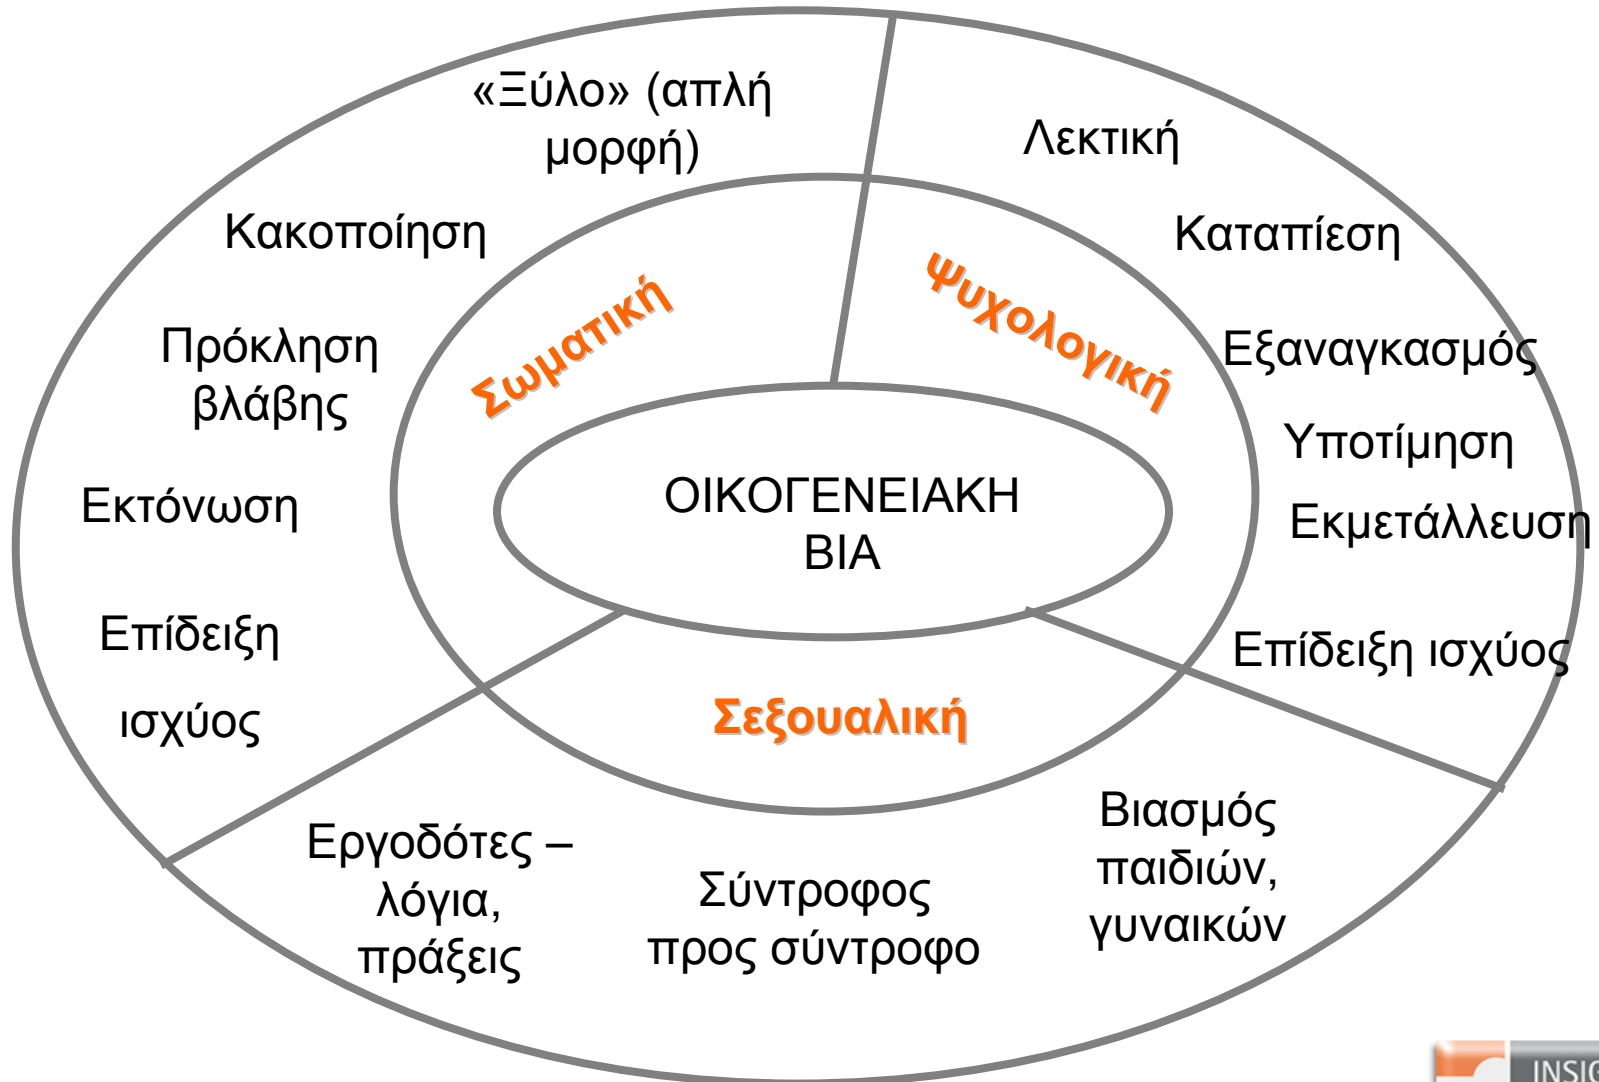 «Ξύλο» (απλή
μορφή)
Κακοποίηση
Πρόκληση
βλάβης
Εκτόνωση
Επίδειξη
ισχύος
Σωματική
Λεκτική
Καταπίεση
Εξαναγκασμός
Υποτίμηση
Εκμετάλλευση
Επίδειξη ισχύος
Ψυχολογική
ΟΙΚΟΓΕΝΕΙΑΚΗ
ΒΙΑ
Σεξουαλική
Εργοδότες –
λόγια,
πράξεις
Σύντροφος
προς σύντροφο
Βιασμός
παιδιών,
γυναικών